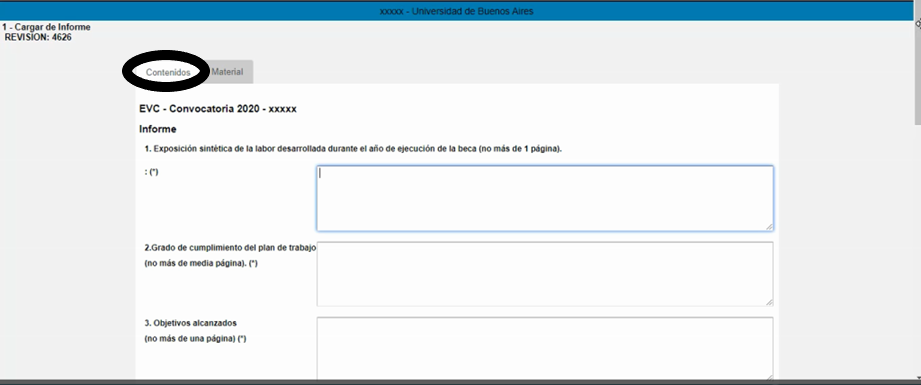 xxxxx - Universidad de Buenos Aires
1 - Cargar de Informe
REVISION: 4626
Contenidos
Material
EVC - Convocatoria 2020 - xxxxx
Informe
1. Exposición sintética de la labor desarrollada durante el año de ejecución de la beca (no más de 1 página).
: (*)
2.Grado de cumplimiento del plan de trabajo
(no más de media página). (*)
3. Objetivos alcanzados
(no más de una página) (*)